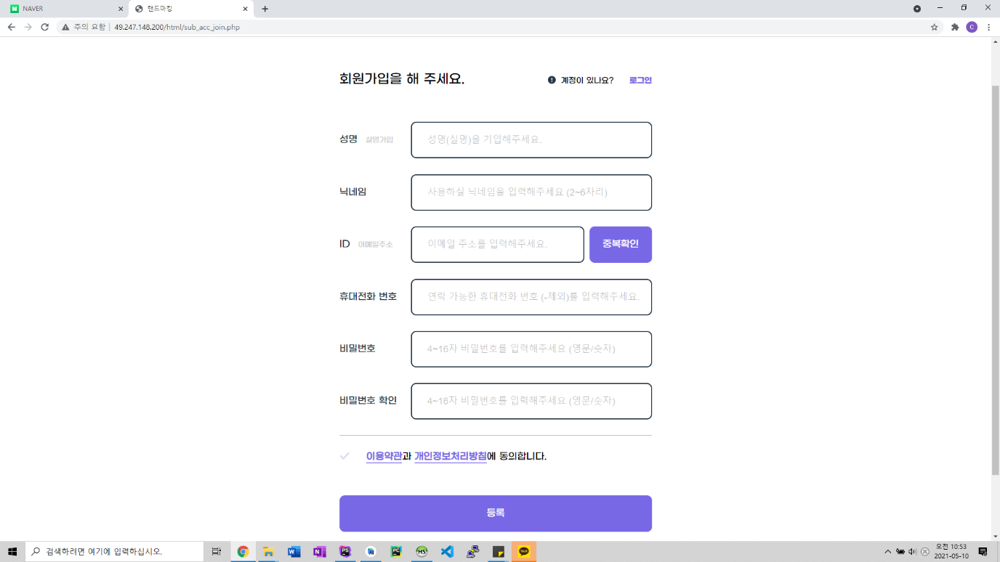 NAVER
랜드마킹
주의 요함
49.247.148.200/html/sub_acc_join.php
C
회원가입을 해 주세요.
계정이 있나요? 로그인
성명 실명가입 성명(실명)을 기입해주세요.
닉네임 사용하실 닉네임을 입력해주세요 (2~6자리)
ID 이메일주소 이메일 주소를 입력해주세요. 중복확인
휴대전화 번호 연락 가능한 휴대전화 번호 (-제외)를 입력해주세요.
비밀번호 4~16자 비밀번호를 입력해주세요 (영문/숫자)
비밀번호 확인 4~16자 비밀번호를 입력해주세요 (영문/숫자)
이용약관과 개인정보처리방침에 동의합니다.
등록
검색하려면 여기에 입력하십시오.
오전 10:53
2021-05-10